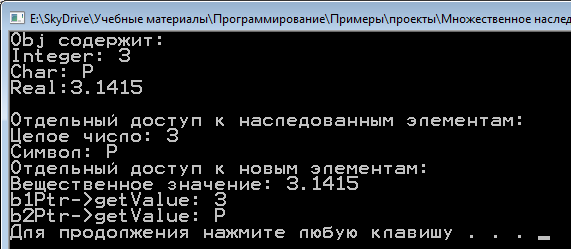 E:\SkyDrive\Учебные материалы\Программирование\Примеры\проекты\Множественное наслед
Obj содержит:
Integer: 3
Char: P
Real:3.1415
Отдельный доступ к наследованным элементам:
Целое число: 3
Символ: P
Отдельный доступ к новым элементам:
Вещественное значение: 3.1415
b1Ptr->getValue: 3
b2Ptr->getValue: P
Для продолжения нажмите любую клавишу . . . _